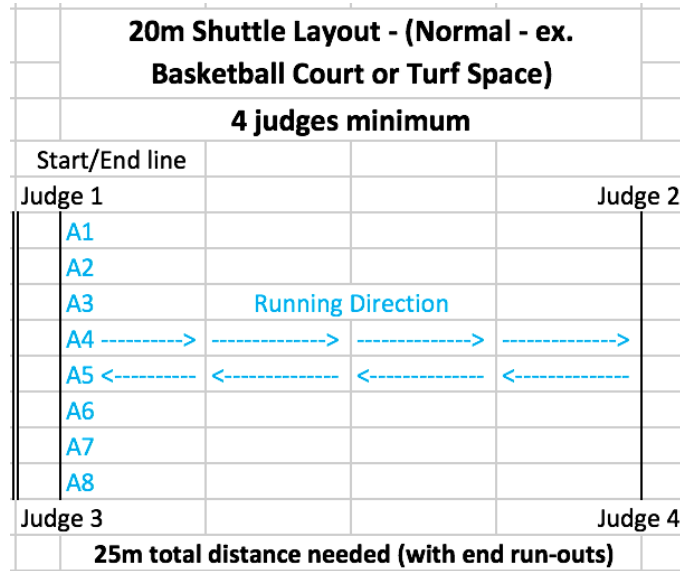 20m Shuttle Layout - (Normal - ex.
Basketball Court or Turf Space)
4 judges minimum
Start/End line
Judge 1 Judge 2
A1
A2
A3 Running Direction
A4 ----------> --------------> --------------> -------------->
A5 <---------- <-------------- <-------------- <--------------
A6
A7
A8
Judge 3 Judge 4
25m total distance needed (with end run-outs)